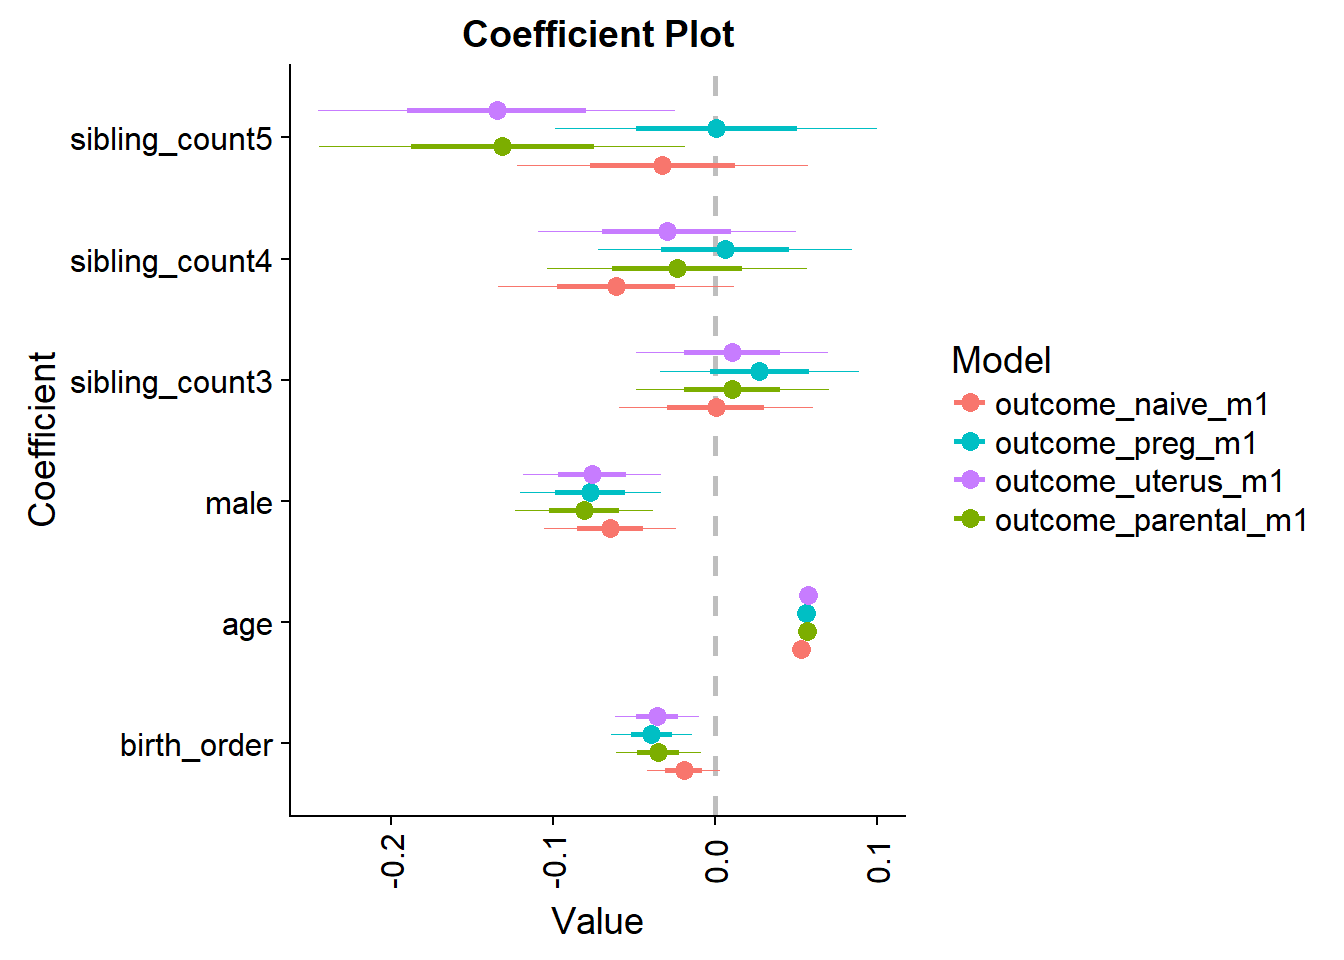 Coefficient Plot
Coefficient
sibling_count5
sibling_count4
sibling_count3
male
age
birth_order
-0.2
-0.1
0.0
0.1
Value
Model
outcome_naive_m1
outcome_preg_m1
outcome_uterus_m1
outcome_parental_m1